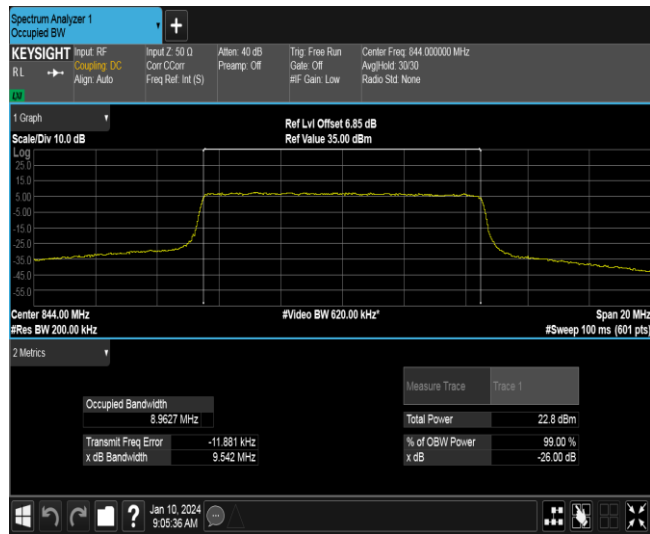 Spectrum Analyzer 1
Occupied BW
+
KEYSIGHT Input: RF Input Z: 50 Ω Atten: 40 dB Trig: Free Run Center Freq: 844.000000 MHz
RL Coupling: DC Corr CCorr Preamp: Off Gate: Off Avg|Hold: 30/30
Align: Auto Freq Ref: Int (S) #IF Gain: Low Radio Std: None
1 Graph Ref Lvl Offset 6.85 dB
Scale/Div 10.0 dB Ref Value 35.00 dBm
Log
25.0
15.0
5.00
-5.00
-15.0
-25.0
-35.0
-45.0
-55.0
Center 844.00 MHz #Video BW 620.00 kHz* Span 20 MHz
#Res BW 200.00 kHz #Sweep 100 ms (601 pts)
2 Metrics
Measure Trace Trace 1
Occupied Bandwidth
8.9627 MHz Total Power 22.8 dBm
Transmit Freq Error -11.881 kHz % of OBW Power 99.00 %
x dB Bandwidth 9.542 MHz x dB -26.00 dB
? Jan 10, 2024
9:05:36 AM